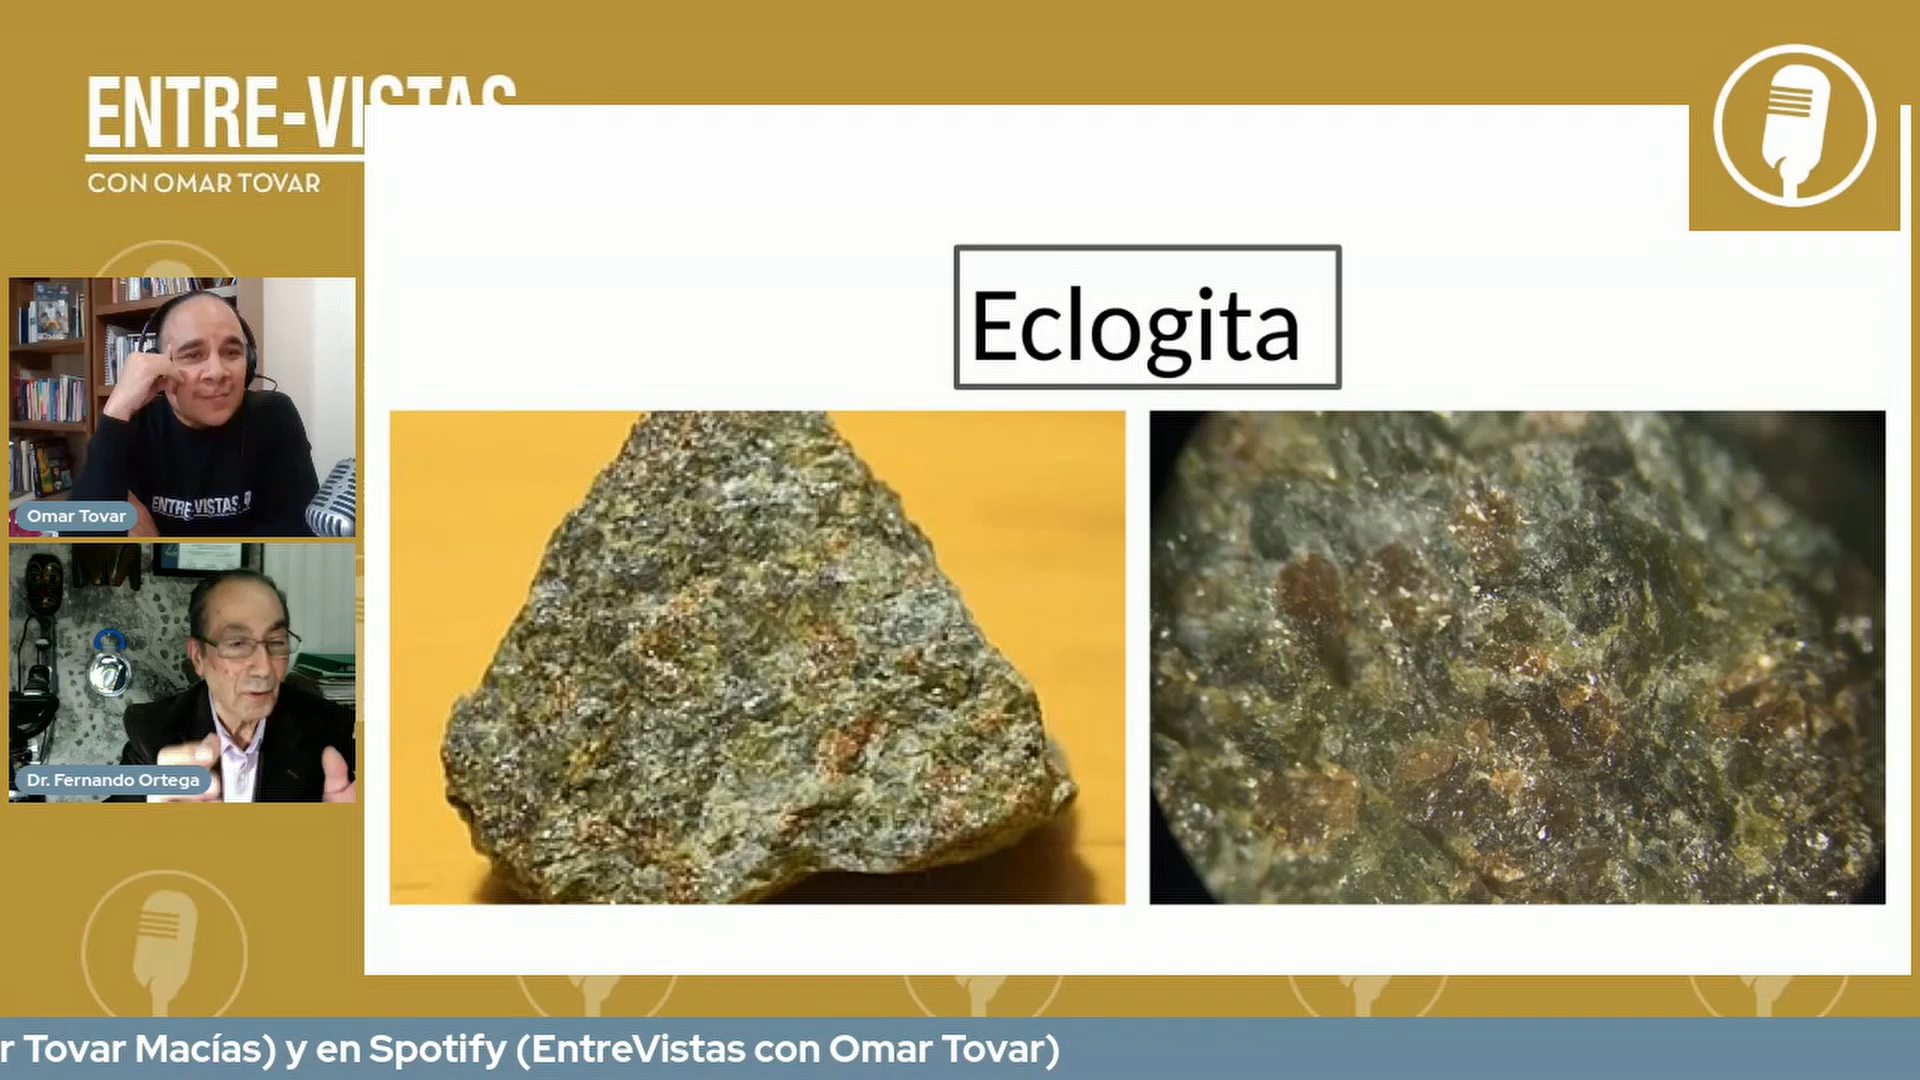 ENTRE-VISTAS
CON OMAR TOVAR
Eclogita
ENTRE-VISTAS
Omar Tovar
Dr. Fernando Ortega
r Tovar Macías) y en Spotify (EntreVistas con Omar Tovar)